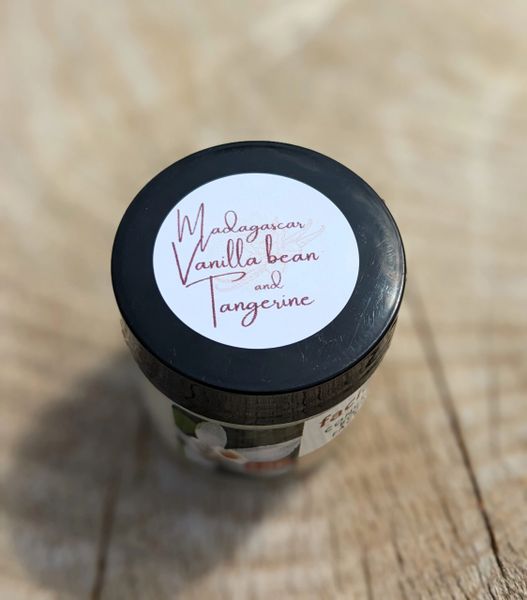 Madagascar
Vanilla bean
and
Tangerine